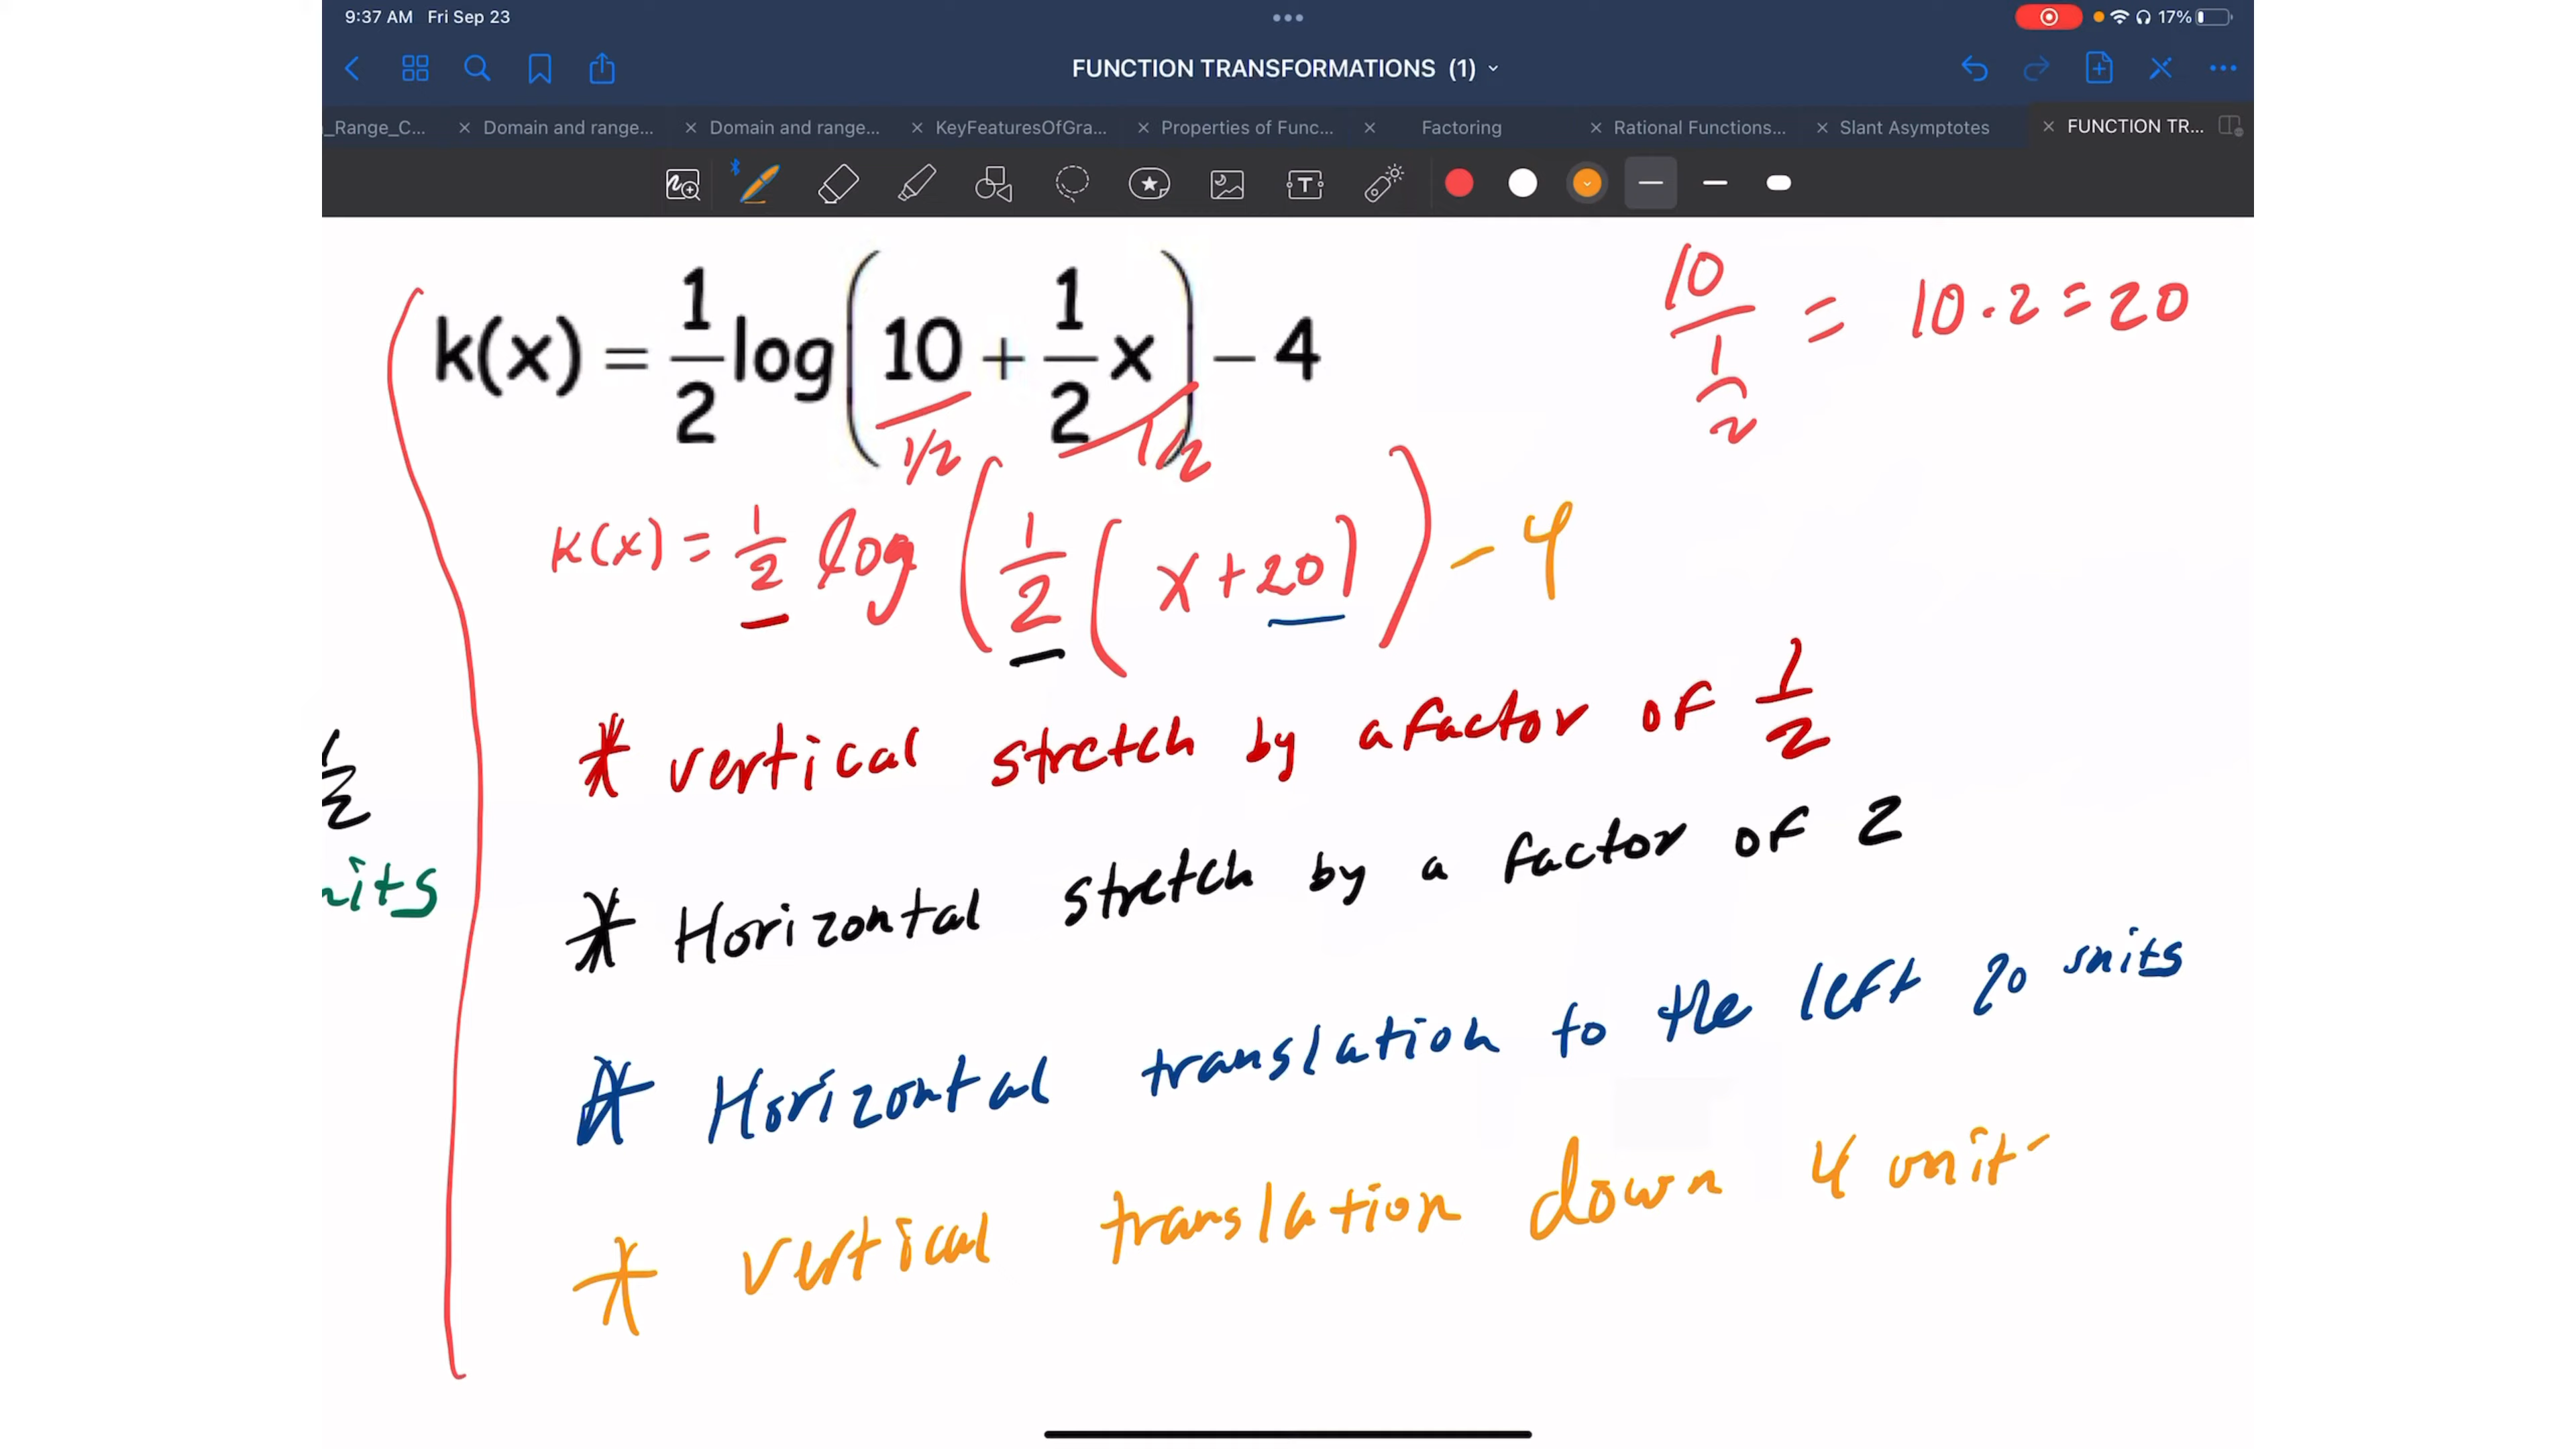 9:37 AM Fri Sep 23
17%
FUNCTION TRANSFORMATIONS (1)
_Range_C... × Domain and range... × Domain and range... × KeyFeaturesOfGra... × Properties of Func... × Factoring × Rational Functions... × Slant Asymptotes × FUNCTION TR...
k(x) = 1/2 log(10 + 1/2 x) - 4
1/2 1/2
10/(1/2) = 10 · 2 = 20
k(x) = 1/2 log (1/2 (x + 20)) - 4
* vertical stretch by a factor of 1/2
* Horizontal stretch by a factor of 2
* Horizontal translation to the left 20 units
* vertical translation down 4 unit
1/2
nits